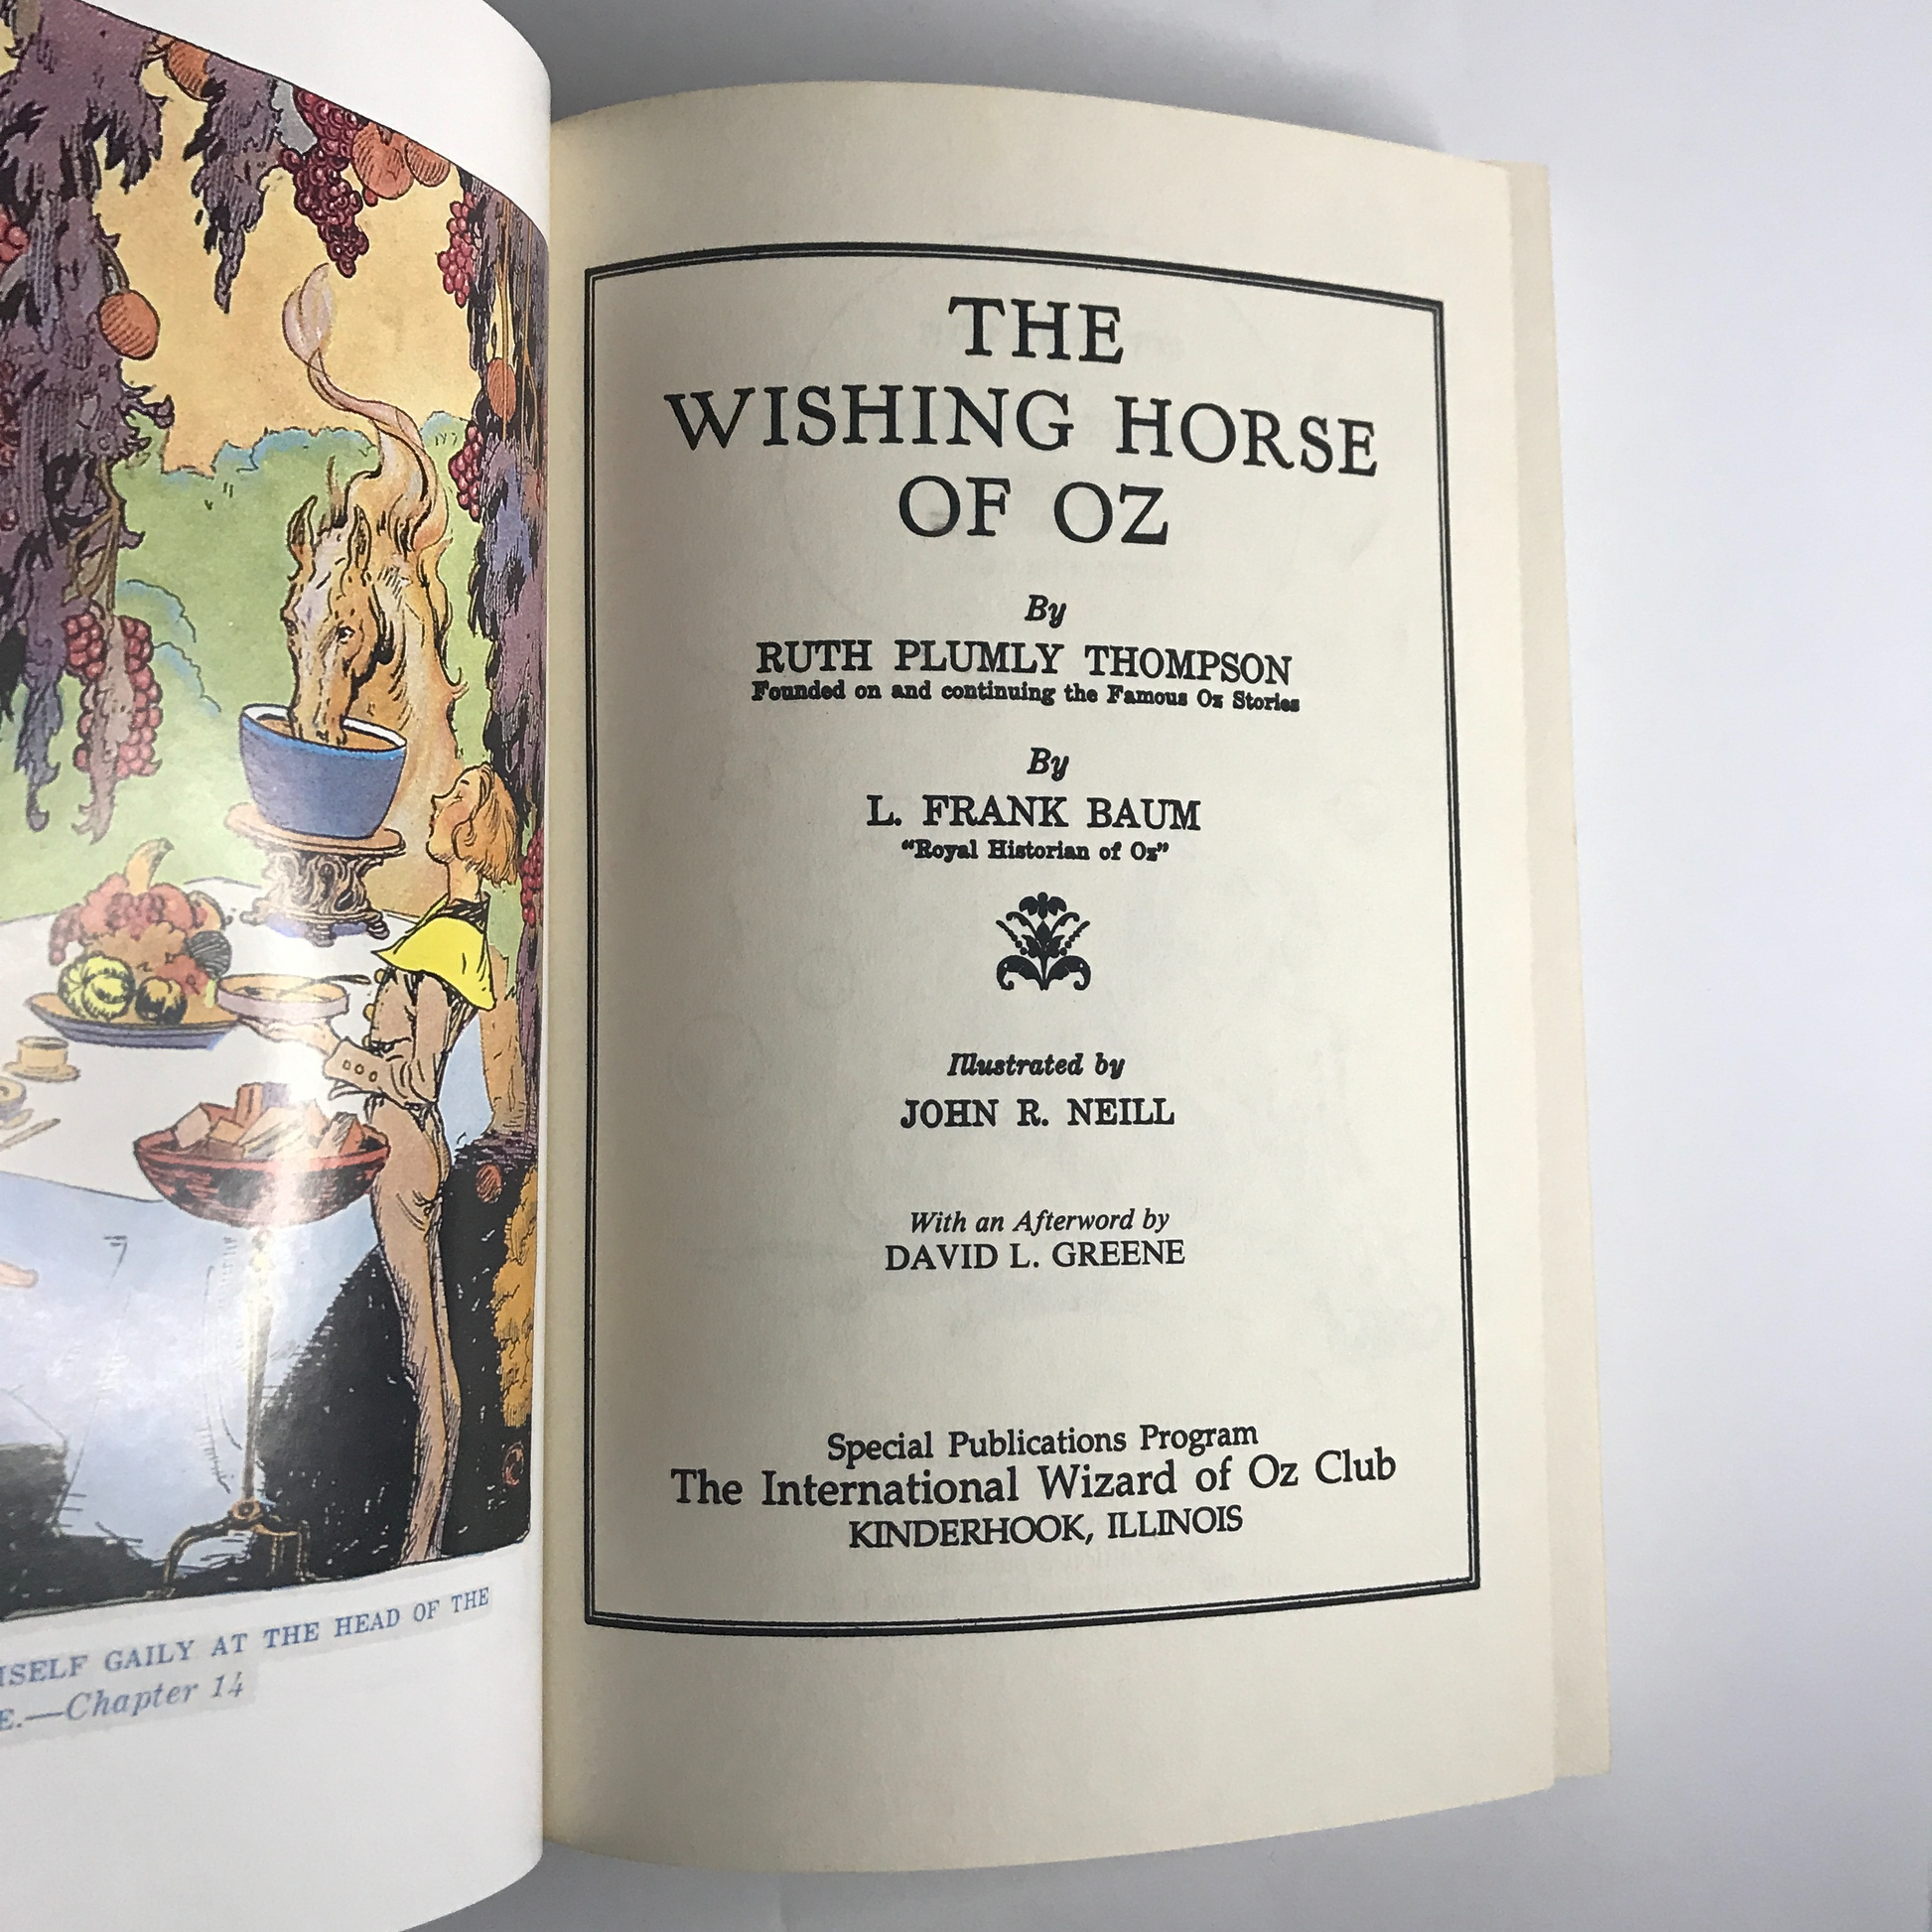 ISELF GAILY AT THE HEAD OF THE
E.—Chapter 14
THE
WISHING HORSE
OF OZ
By
RUTH PLUMLY THOMPSON
Founded on and continuing the Famous Oz Stories
By
L. FRANK BAUM
“Royal Historian of Oz”
Illustrated by
JOHN R. NEILL
With an Afterword by
DAVID L. GREENE
Special Publications Program
The International Wizard of Oz Club
KINDERHOOK, ILLINOIS